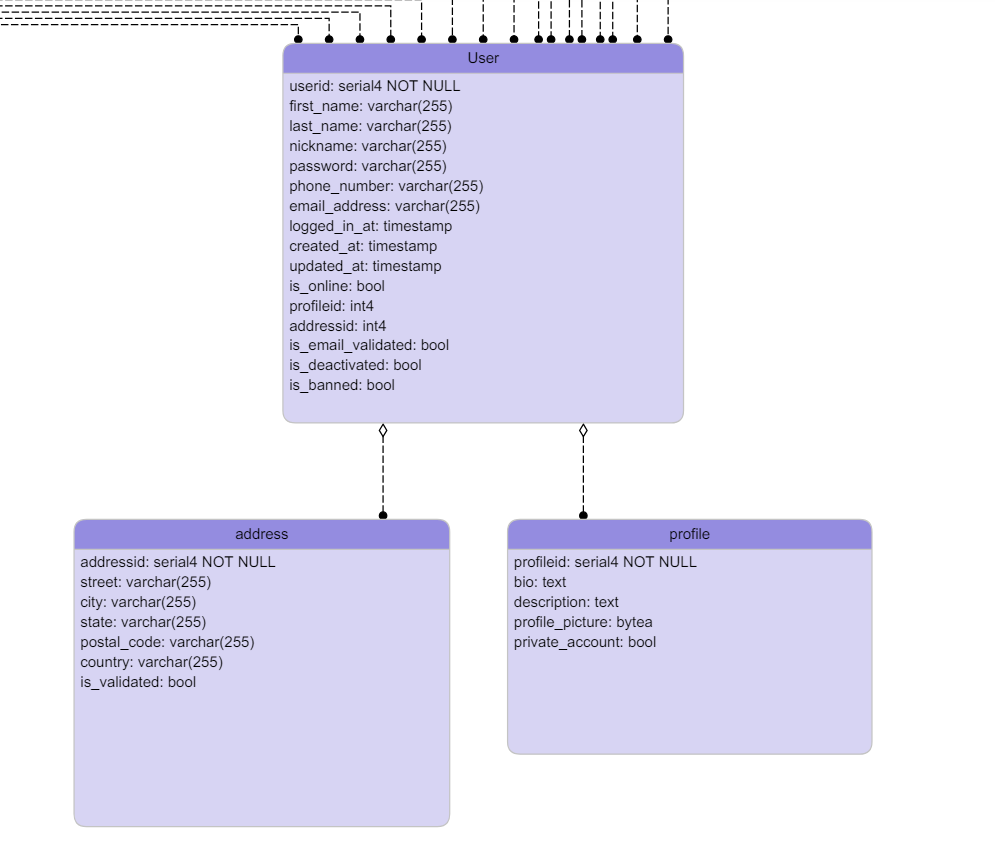 User
userid: serial4 NOT NULL
first_name: varchar(255)
last_name: varchar(255)
nickname: varchar(255)
password: varchar(255)
phone_number: varchar(255)
email_address: varchar(255)
logged_in_at: timestamp
created_at: timestamp
updated_at: timestamp
is_online: bool
profileid: int4
addressid: int4
is_email_validated: bool
is_deactivated: bool
is_banned: bool
address
addressid: serial4 NOT NULL
street: varchar(255)
city: varchar(255)
state: varchar(255)
postal_code: varchar(255)
country: varchar(255)
is_validated: bool
profile
profileid: serial4 NOT NULL
bio: text
description: text
profile_picture: bytea
private_account: bool